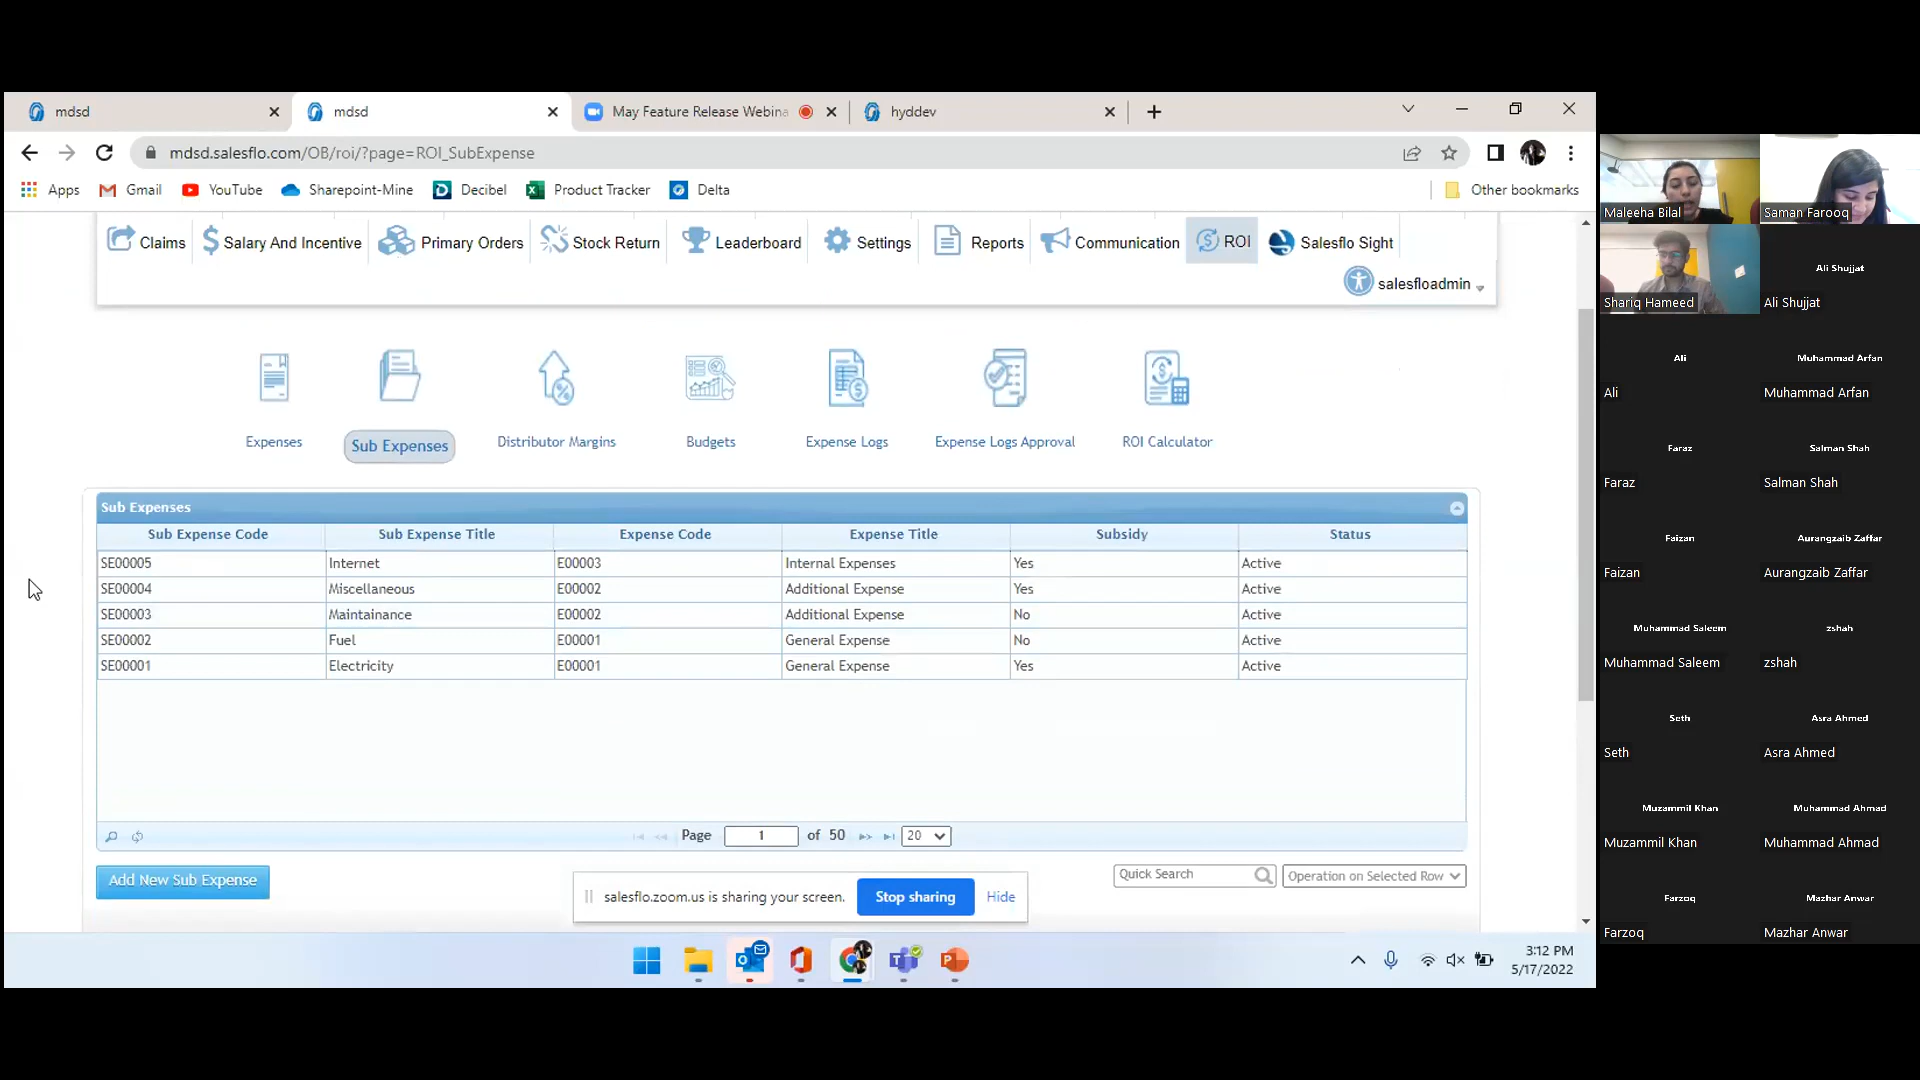 mdsd
mdsd
May Feature Release Webina
hyddev
mdsd.salesflo.com/OB/roi/?page=ROI_SubExpense
Apps Gmail YouTube Sharepoint-Mine Decibel Product Tracker Delta Other bookmarks
Claims Salary And Incentive Primary Orders Stock Return Leaderboard Settings Reports Communication ROI Salesflo Sight
salesfloadmin
Expenses Sub Expenses Distributor Margins Budgets Expense Logs Expense Logs Approval ROI Calculator
Sub Expenses
Sub Expense Code Sub Expense Title Expense Code Expense Title Subsidy Status
SE00005 Internet E00003 Internal Expenses Yes Active
SE00004 Miscellaneous E00002 Additional Expense Yes Active
SE00003 Maintainance E00002 Additional Expense No Active
SE00002 Fuel E00001 General Expense No Active
SE00001 Electricity E00001 General Expense Yes Active
Page 1 of 50 20
Add New Sub Expense
Quick Search
Operation on Selected Row
salesflo.zoom.us is sharing your screen. Stop sharing Hide
3:12 PM
5/17/2022
Maleeha Bilal
Saman Farooq
Shariq Hameed
Ali Shujjat
Ali Shujjat
Ali
Muhammad Arfan
Ali
Muhammad Arfan
Faraz
Salman Shah
Faraz
Salman Shah
Faizan
Aurangzaib Zaffar
Faizan
Aurangzaib Zaffar
Muhammad Saleem
zshah
Muhammad Saleem
zshah
Seth
Asra Ahmed
Seth
Asra Ahmed
Muzammil Khan
Muhammad Ahmad
Muzammil Khan
Muhammad Ahmad
Farzoq
Mazhar Anwar
Farzoq
Mazhar Anwar